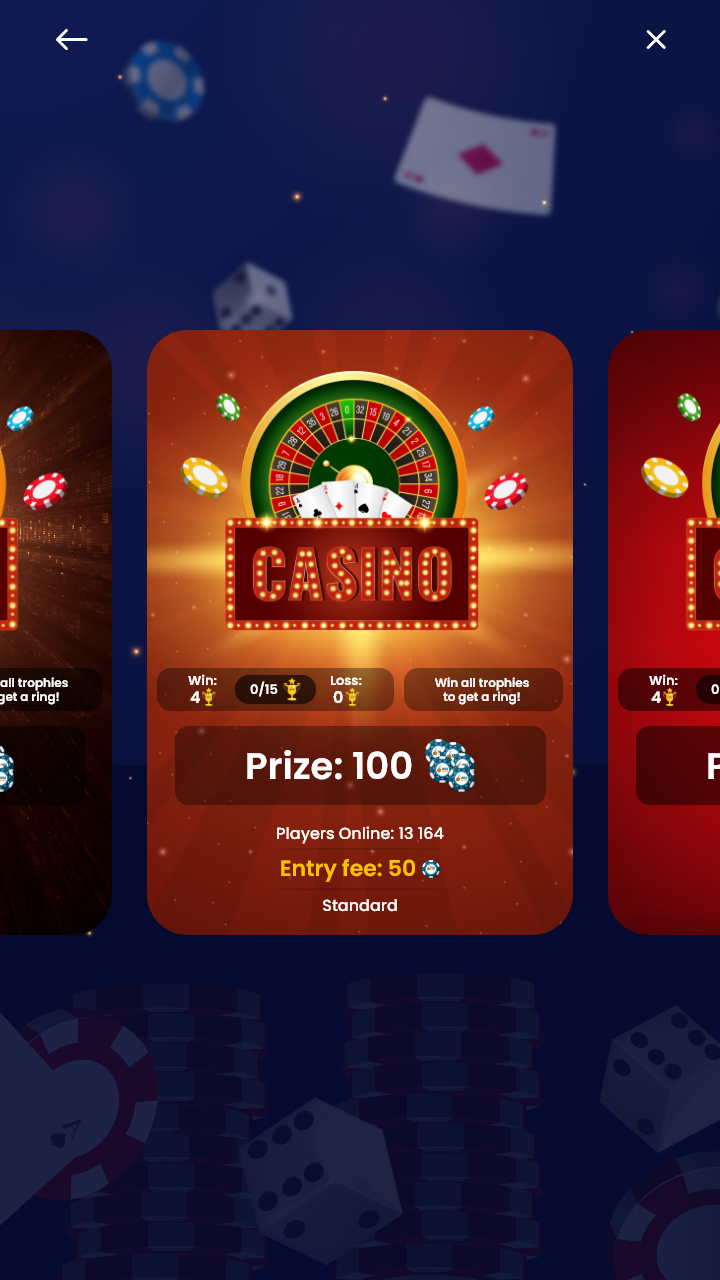 CASINO
all trophies
get a ring!
Win:
4
0/15
Loss:
0
Win all trophies
to get a ring!
Win:
4
0
Prize: 100
P
Players Online: 13 164
Entry fee: 50
Standard